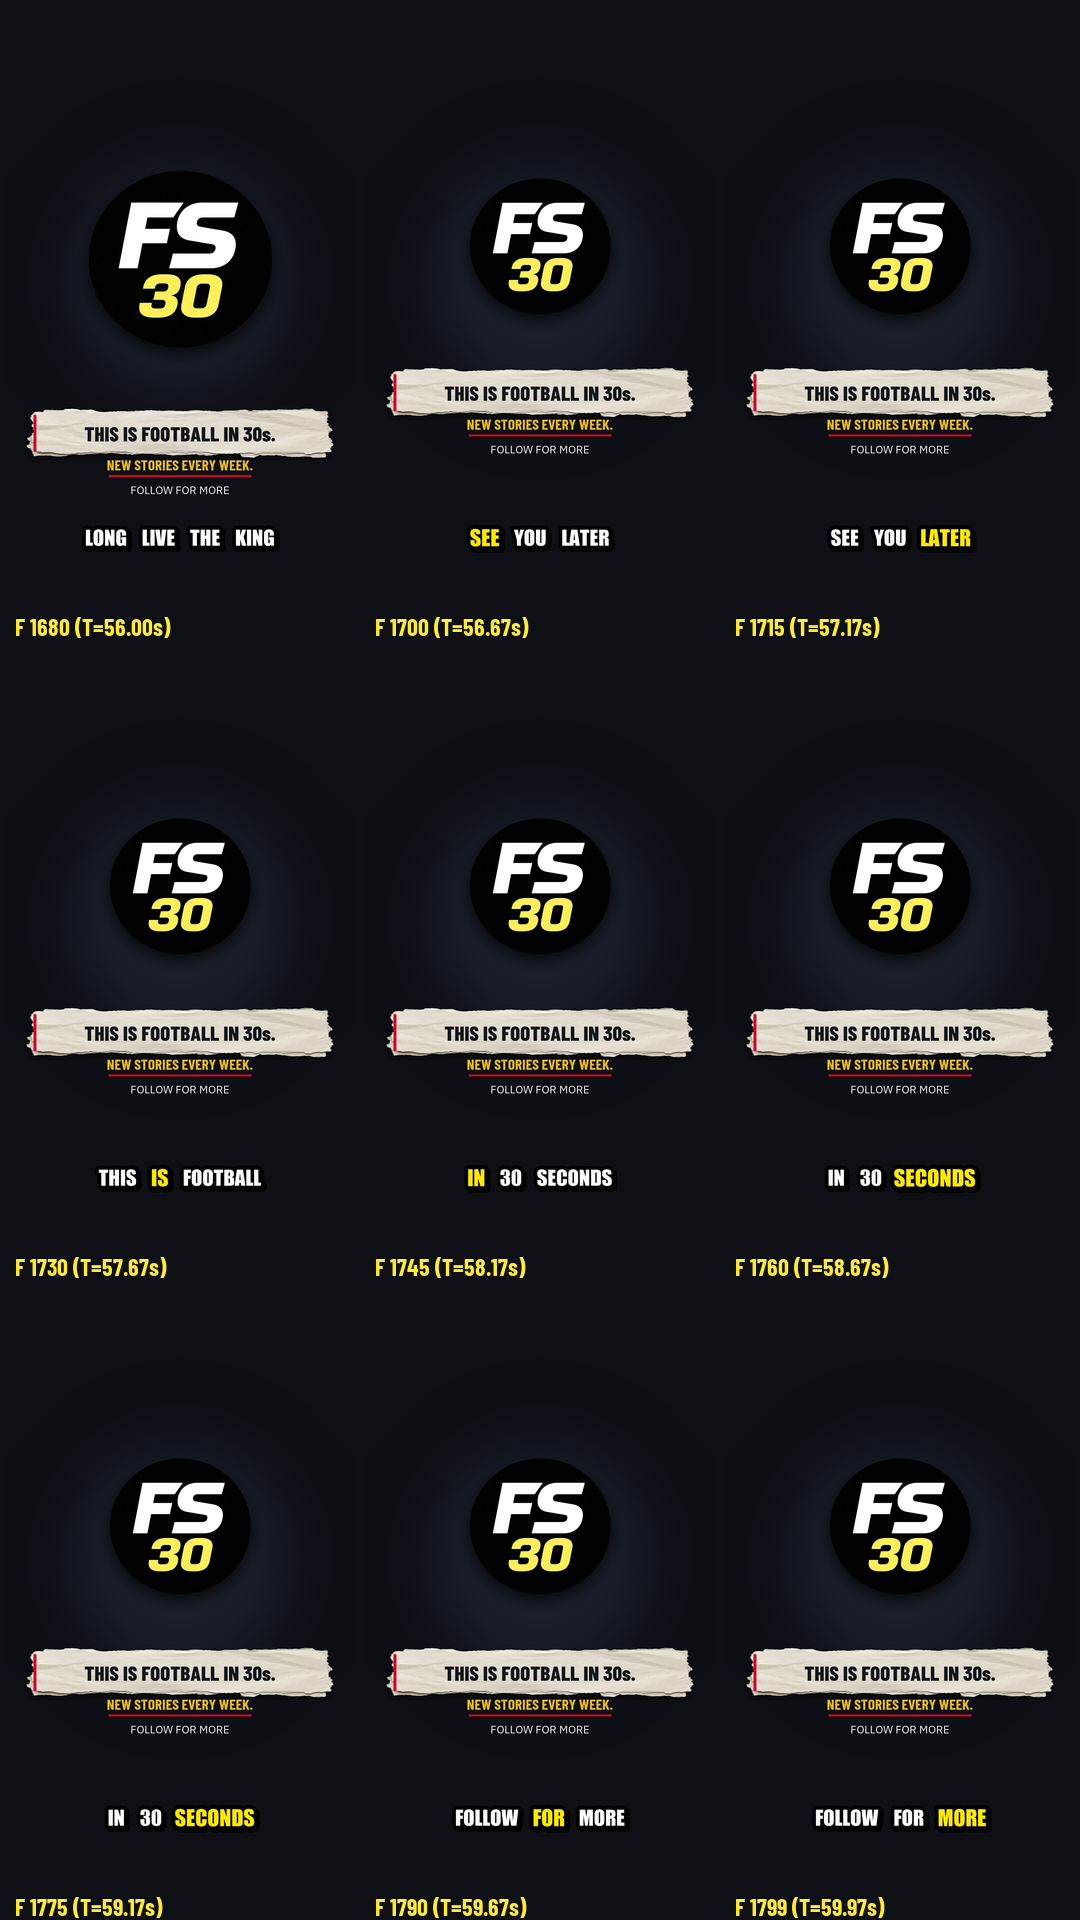 FS
30
THIS IS FOOTBALL IN 30s.
NEW STORIES EVERY WEEK.
FOLLOW FOR MORE
LONG LIVE THE KING
F 1680 (T=56.00s)
FS
30
THIS IS FOOTBALL IN 30s.
NEW STORIES EVERY WEEK.
FOLLOW FOR MORE
SEE YOU LATER
F 1700 (T=56.67s)
FS
30
THIS IS FOOTBALL IN 30s.
NEW STORIES EVERY WEEK.
FOLLOW FOR MORE
SEE YOU LATER
F 1715 (T=57.17s)
FS
30
THIS IS FOOTBALL IN 30s.
NEW STORIES EVERY WEEK.
FOLLOW FOR MORE
THIS IS FOOTBALL
F 1730 (T=57.67s)
FS
30
THIS IS FOOTBALL IN 30s.
NEW STORIES EVERY WEEK.
FOLLOW FOR MORE
IN 30 SECONDS
F 1745 (T=58.17s)
FS
30
THIS IS FOOTBALL IN 30s.
NEW STORIES EVERY WEEK.
FOLLOW FOR MORE
IN 30 SECONDS
F 1760 (T=58.67s)
FS
30
THIS IS FOOTBALL IN 30s.
NEW STORIES EVERY WEEK.
FOLLOW FOR MORE
IN 30 SECONDS
F 1775 (T=59.17s)
FS
30
THIS IS FOOTBALL IN 30s.
NEW STORIES EVERY WEEK.
FOLLOW FOR MORE
FOLLOW FOR MORE
F 1790 (T=59.67s)
FS
30
THIS IS FOOTBALL IN 30s.
NEW STORIES EVERY WEEK.
FOLLOW FOR MORE
FOLLOW FOR MORE
F 1799 (T=59.97s)